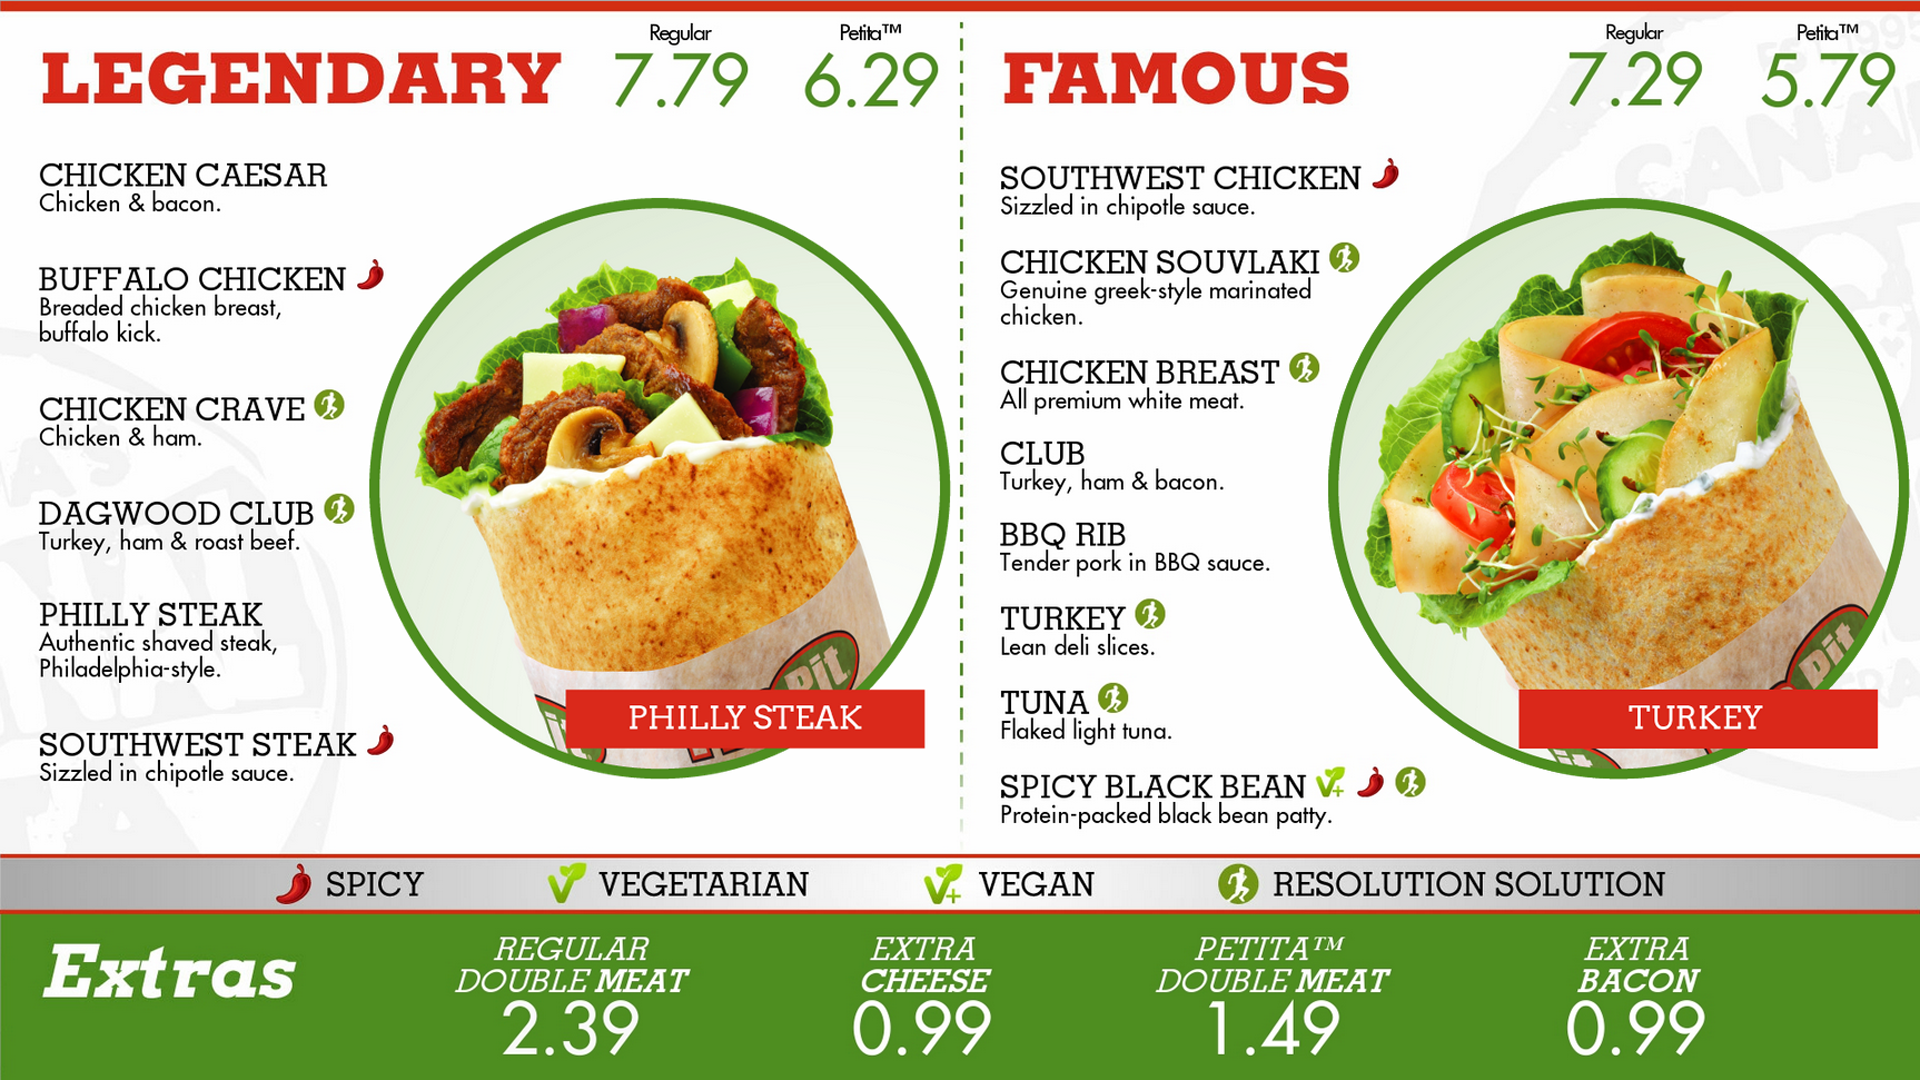 LEGENDARY
Regular
7.79
Petita™
6.29
CHICKEN CAESAR
Chicken & bacon.
BUFFALO CHICKEN
Breaded chicken breast,
buffalo kick.
CHICKEN CRAVE
Chicken & ham.
DAGWOOD CLUB
Turkey, ham & roast beef.
PHILLY STEAK
Authentic shaved steak,
Philadelphia-style.
SOUTHWEST STEAK
Sizzled in chipotle sauce.
Pit
PHILLY STEAK
FAMOUS
Regular
7.29
Petita™
5.79
SOUTHWEST CHICKEN
Sizzled in chipotle sauce.
CHICKEN SOUVLAKI
Genuine greek-style marinated
chicken.
CHICKEN BREAST
All premium white meat.
CLUB
Turkey, ham & bacon.
BBQ RIB
Tender pork in BBQ sauce.
TURKEY
Lean deli slices.
TUNA
Flaked light tuna.
SPICY BLACK BEAN
Protein-packed black bean patty.
Pit
TURKEY
SPICY
VEGETARIAN
VEGAN
RESOLUTION SOLUTION
Extras
REGULAR
DOUBLE MEAT
2.39
EXTRA
CHEESE
0.99
PETITA™
DOUBLE MEAT
1.49
EXTRA
BACON
0.99